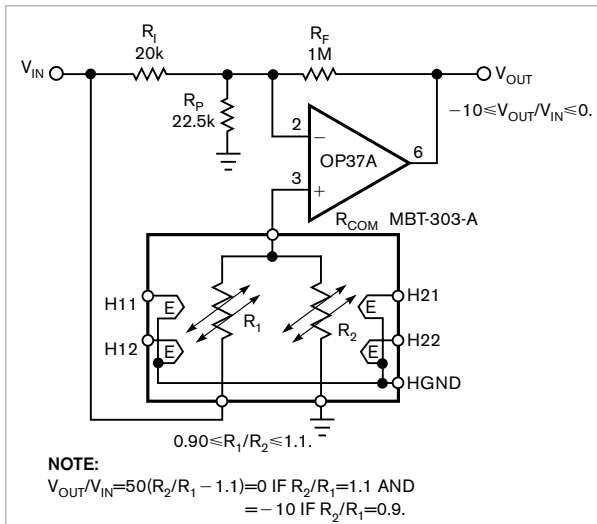 R_I
20k
R_F
1M
V_IN
V_OUT
R_P
22.5k
−10≤V_OUT/V_IN≤0.
2
−
OP37A
6
3
+
R_COM MBT-303-A
H11
E
R_1
R_2
E
H21
H12
E
E
H22
HGND
0.90≤R_1/R_2≤1.1.
NOTE:
V_OUT/V_IN=50(R_2/R_1−1.1)=0 IF R_2/R_1=1.1 AND
=−10 IF R_2/R_1=0.9.